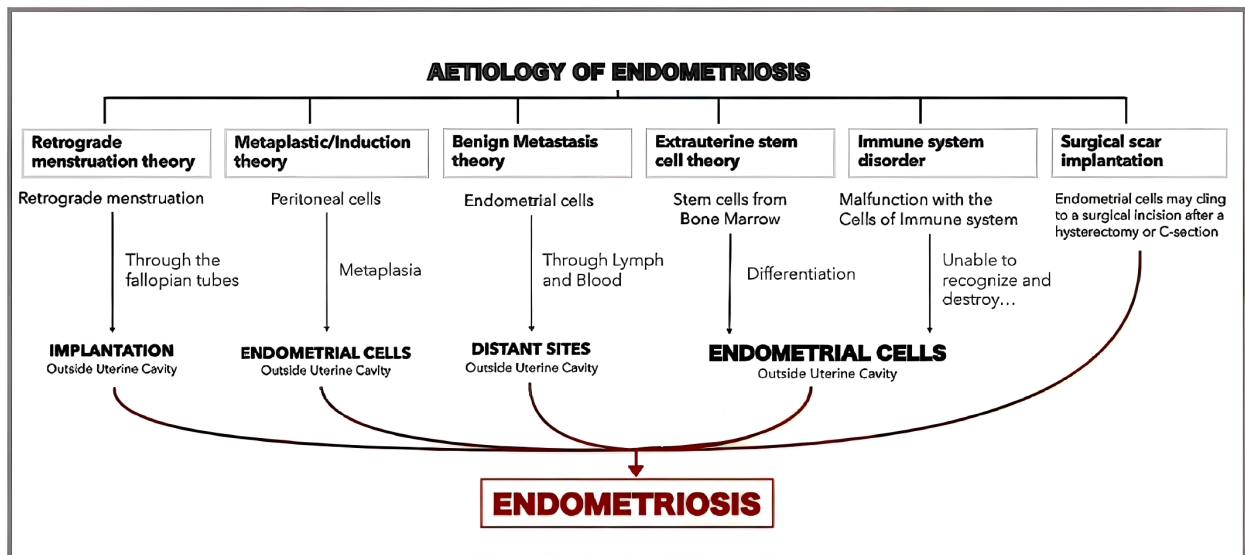 AETIOLOGY OF ENDOMETRIOSIS
Retrograde
menstruation theory
Retrograde menstruation
Through the
fallopian tubes
IMPLANTATION
Outside Uterine Cavity
Metaplastic/Induction
theory
Peritoneal cells
Metaplasia
ENDOMETRIAL CELLS
Outside Uterine Cavity
Benign Metastasis
theory
Endometrial cells
Through Lymph
and Blood
DISTANT SITES
Outside Uterine Cavity
Extrauterine stem
cell theory
Stem cells from
Bone Marrow
Differentiation
Immune system
disorder
Malfunction with the
Cells of Immune system
Unable to
recognize and
destroy...
ENDOMETRIAL CELLS
Outside Uterine Cavity
Surgical scar
implantation
Endometrial cells may cling
to a surgical incision after a
hysterectomy or C-section
ENDOMETRIOSIS